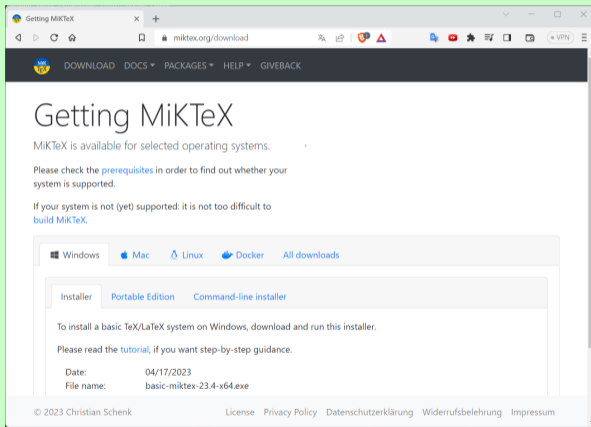 Getting MiKTeX
miktex.org/download
VPN
DOWNLOAD DOCS PACKAGES HELP GIVEBACK
Getting MiKTeX
MiKTeX is available for selected operating systems.
Please check the prerequisites in order to find out whether your
system is supported.
If your system is not (yet) supported: it is not too difficult to
build MiKTeX.
Windows Mac Linux Docker All downloads
Installer Portable Edition Command-line installer
To install a basic TeX/LaTeX system on Windows, download and run this installer.
Please read the tutorial, if you want step-by-step guidance.
Date: 04/17/2023
File name: basic-miktex-23.4-x64.exe
© 2023 Christian Schenk License Privacy Policy Datenschutzerklärung Widerrufsbelehrung Impressum